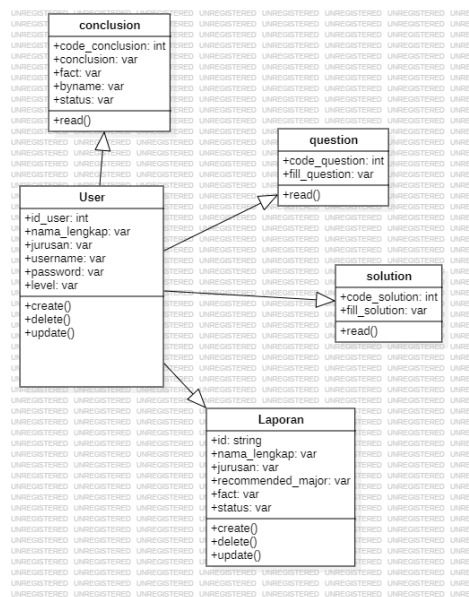 conclusion
+code_conclusion: int
+conclusion: var
+fact: var
+byname: var
+status: var
+read()
question
+code_question: int
+fill_question: var
+read()
User
+id_user: int
+nama_lengkap: var
+jurusan: var
+username: var
+password: var
+level: var
+create()
+delete()
+update()
solution
+code_solution: int
+fill_solution: var
+read()
Laporan
+id: string
+nama_lengkap: var
+jurusan: var
+recommended_major: var
+fact: var
+status: var
+create()
+delete()
+update()
UNREGISTERED